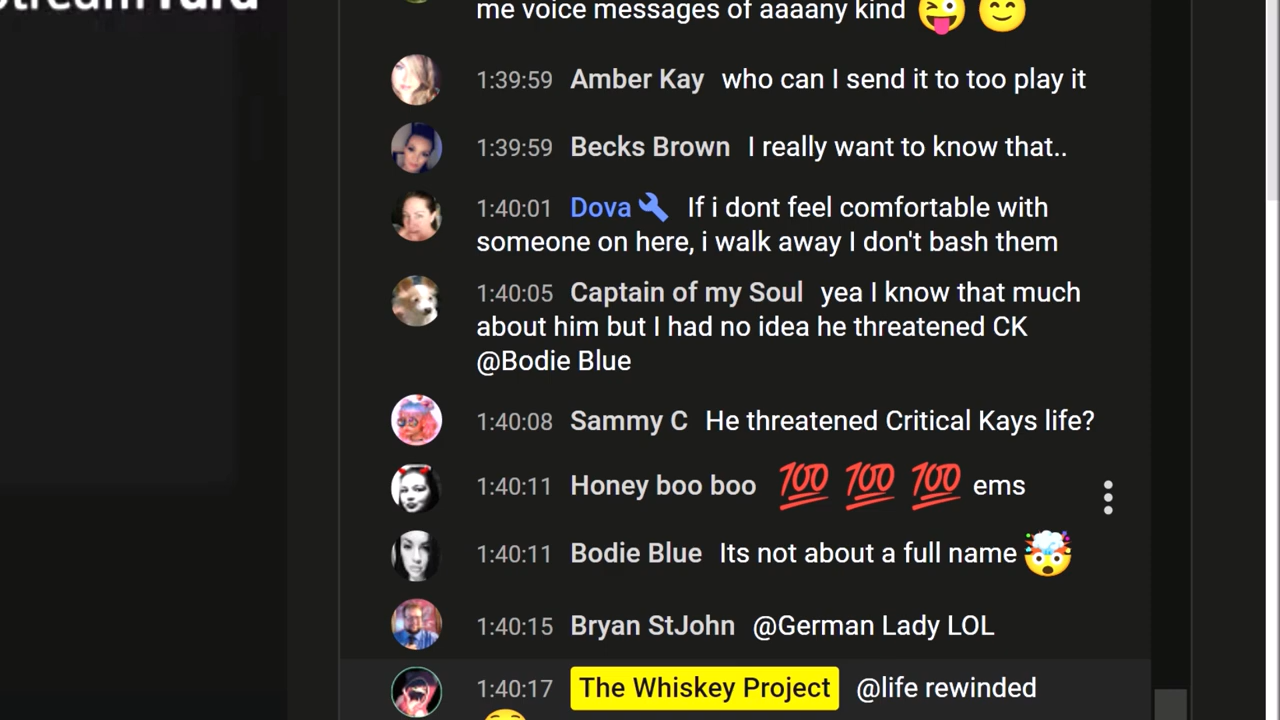 me voice messages of aaaany kind 😜 😊
1:39:59 Amber Kay who can I send it to too play it
1:39:59 Becks Brown I really want to know that..
1:40:01 Dova If i dont feel comfortable with
someone on here, i walk away I don't bash them
1:40:05 Captain of my Soul yea I know that much
about him but I had no idea he threatened CK
@Bodie Blue
1:40:08 Sammy C He threatened Critical Kays life?
1:40:11 Honey boo boo 💯 💯 💯 ems
1:40:11 Bodie Blue Its not about a full name 🤯
1:40:15 Bryan StJohn @German Lady LOL
1:40:17 The Whiskey Project @life rewinded